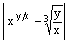 | x^{y/x} - \sqrt[3]{\frac{y}{x}} |